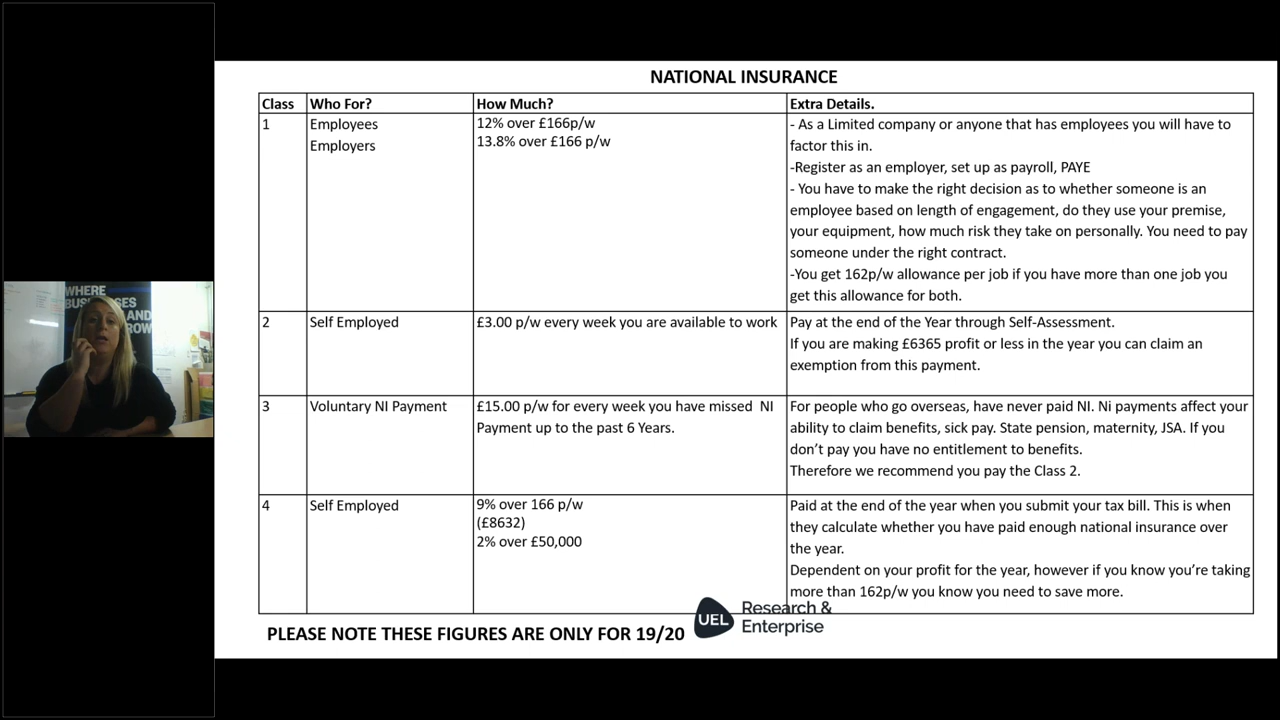 NATIONAL INSURANCE
Class Who For? How Much? Extra Details.
1
Employees
Employers
12% over £166p/w
13.8% over £166 p/w
- As a Limited company or anyone that has employees you will have to
factor this in.
-Register as an employer, set up as payroll, PAYE
- You have to make the right decision as to whether someone is an
employee based on length of engagement, do they use your premise,
your equipment, how much risk they take on personally. You need to pay
someone under the right contract.
-You get 162p/w allowance per job if you have more than one job you
get this allowance for both.
2
Self Employed
£3.00 p/w every week you are available to work
Pay at the end of the Year through Self-Assessment.
If you are making £6365 profit or less in the year you can claim an
exemption from this payment.
3
Voluntary NI Payment
£15.00 p/w for every week you have missed NI
Payment up to the past 6 Years.
For people who go overseas, have never paid NI. Ni payments affect your
ability to claim benefits, sick pay. State pension, maternity, JSA. If you
don't pay you have no entitlement to benefits.
Therefore we recommend you pay the Class 2.
4
Self Employed
9% over 166 p/w
(£8632)
2% over £50,000
Paid at the end of the year when you submit your tax bill. This is when
they calculate whether you have paid enough national insurance over
the year.
Dependent on your profit for the year, however if you know you're taking
more than 162p/w you know you need to save more.
PLEASE NOTE THESE FIGURES ARE ONLY FOR 19/20
UEL
Research &
Enterprise
WHERE
AND